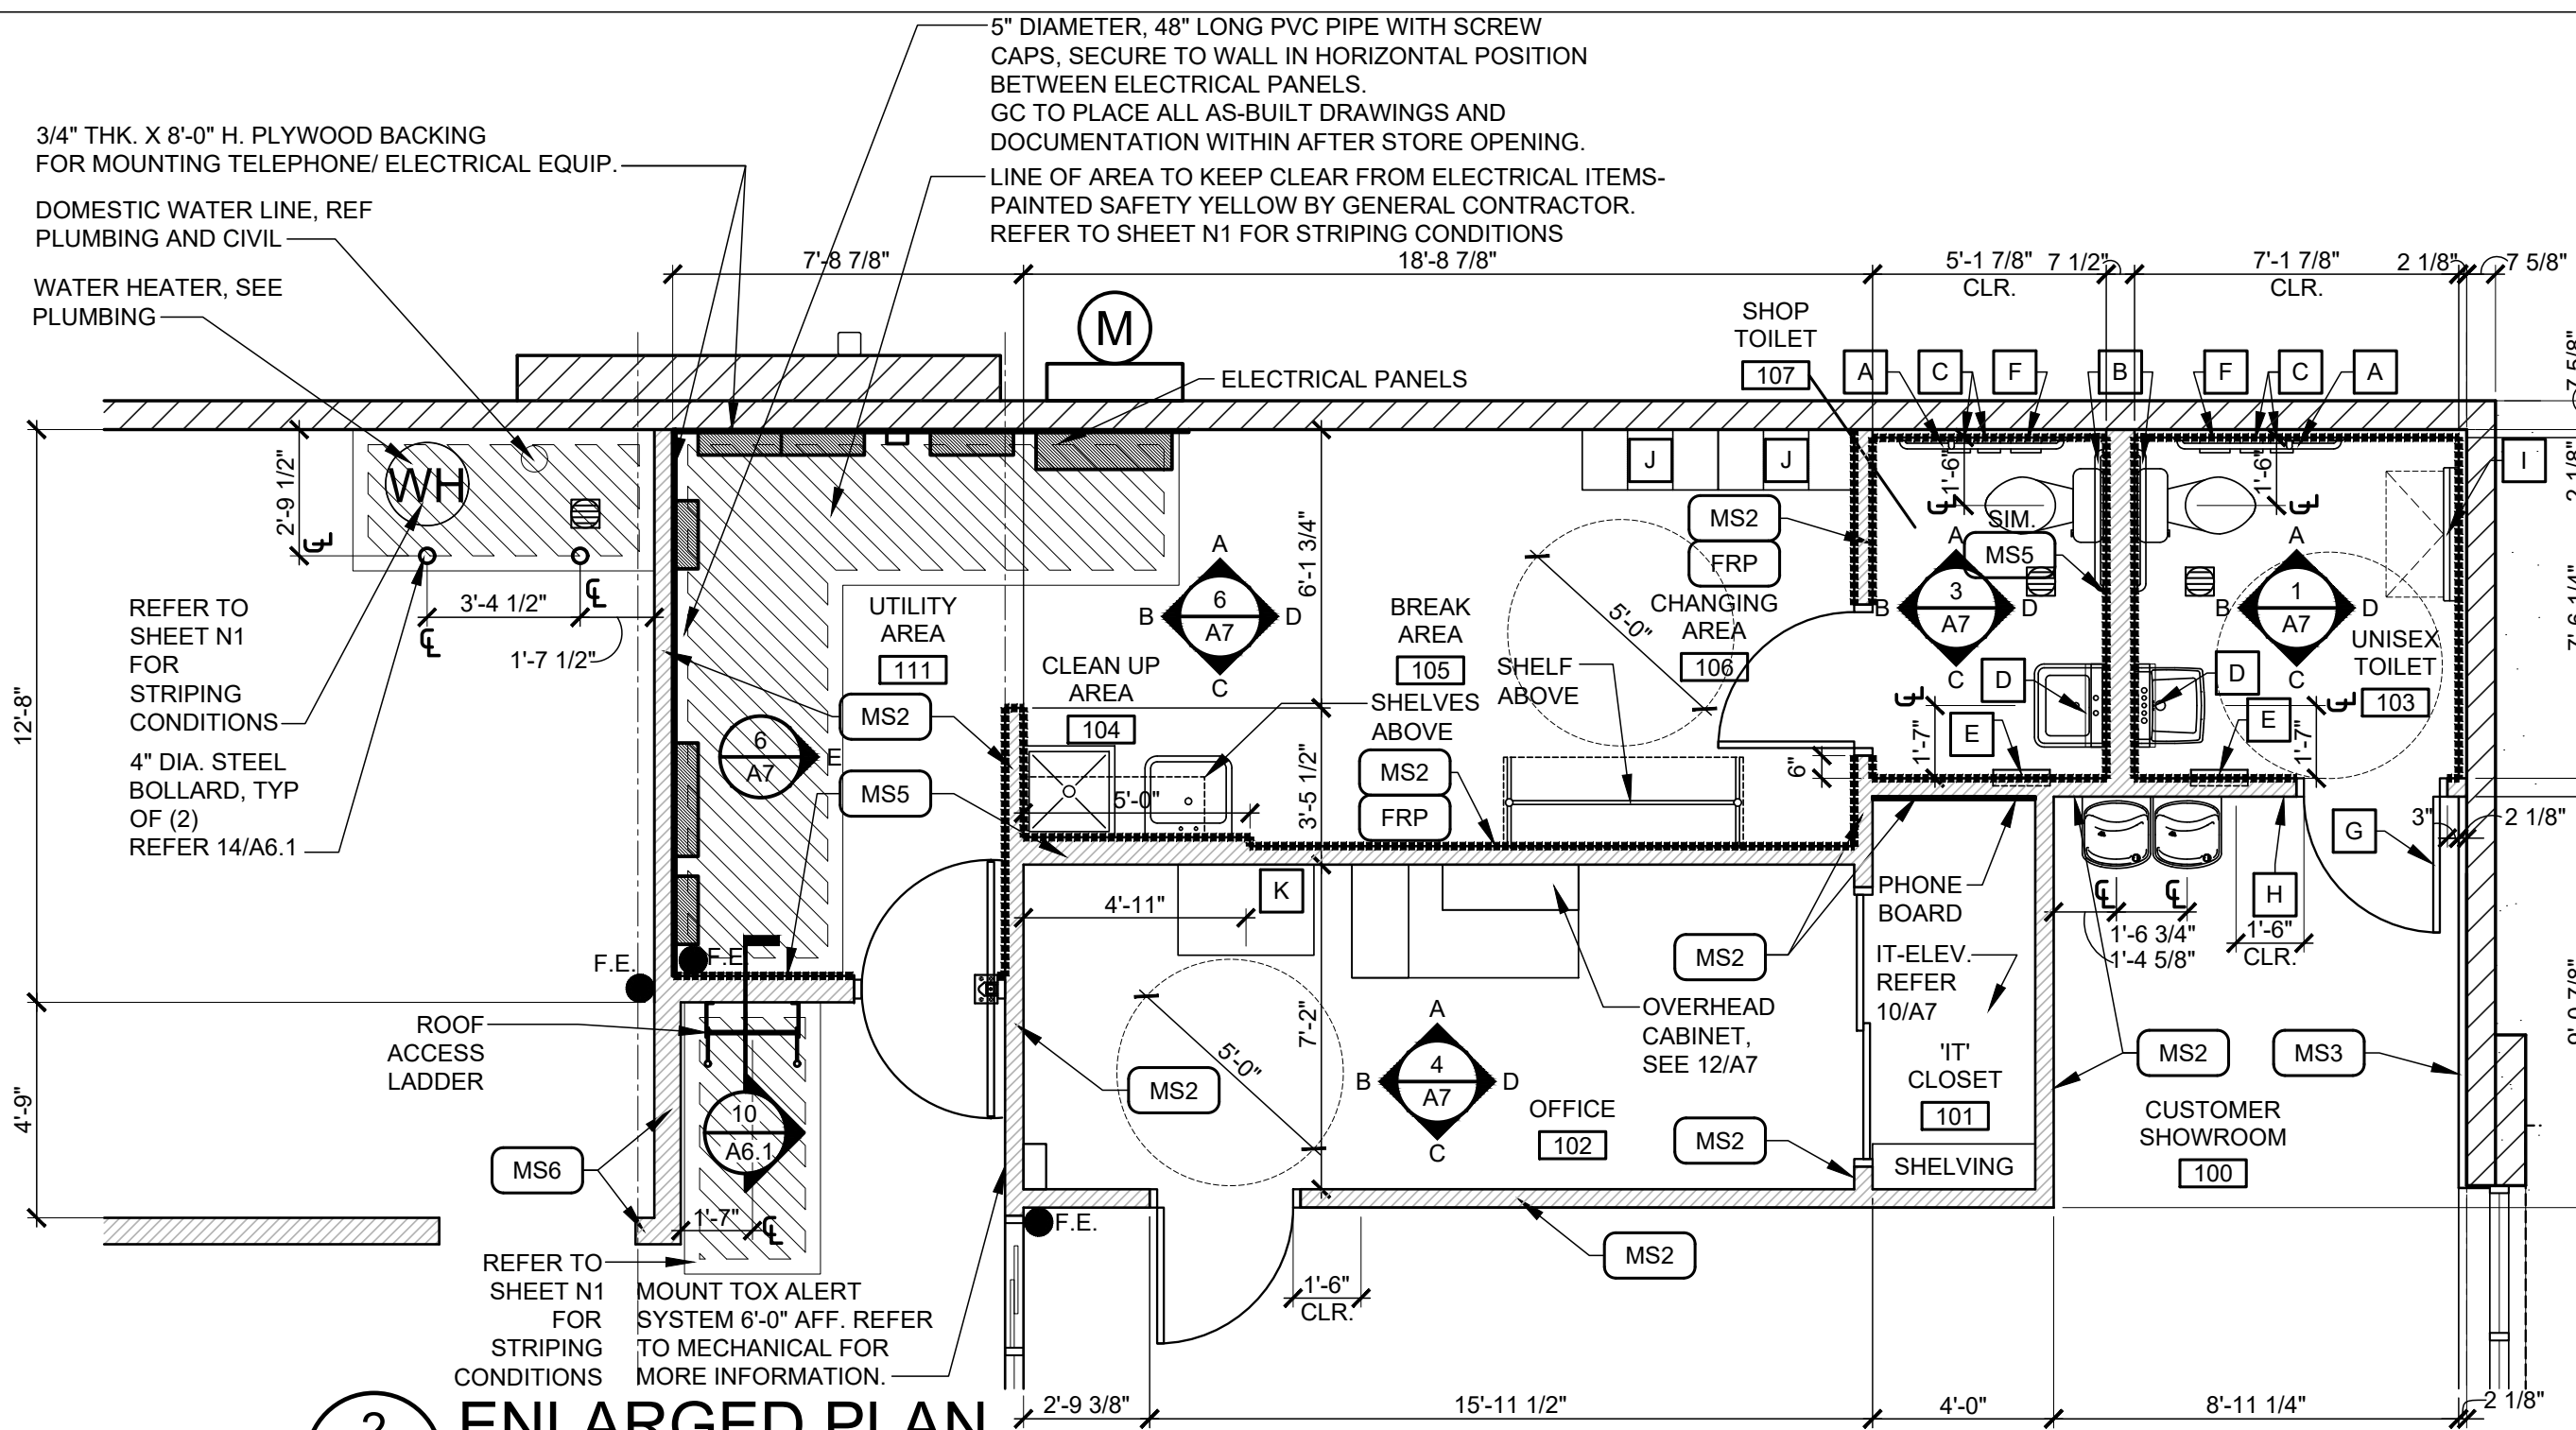 5" DIAMETER, 48" LONG PVC PIPE WITH SCREW
CAPS, SECURE TO WALL IN HORIZONTAL POSITION
BETWEEN ELECTRICAL PANELS.
GC TO PLACE ALL AS-BUILT DRAWINGS AND
DOCUMENTATION WITHIN AFTER STORE OPENING.
3/4" THK. X 8'-0" H. PLYWOOD BACKING
FOR MOUNTING TELEPHONE/ ELECTRICAL EQUIP.
LINE OF AREA TO KEEP CLEAR FROM ELECTRICAL ITEMS-
PAINTED SAFETY YELLOW BY GENERAL CONTRACTOR.
REFER TO SHEET N1 FOR STRIPING CONDITIONS
DOMESTIC WATER LINE, REF
PLUMBING AND CIVIL
WATER HEATER, SEE
PLUMBING
7'-8 7/8"
18'-8 7/8"
5'-1 7/8"
CLR.
7 1/2"
7'-1 7/8"
CLR.
2 1/8"
7 5/8"
M
SHOP
TOILET
107
ELECTRICAL PANELS
A
C
F
B
F
C
A
7 5/8"
2 1/8"
7'-6 1/4"
WH
2'-9 1/2"
J
J
I
1'-6"
1'-6"
MS2
FRP
SIM.
MS5
3'-4 1/2"
1'-7 1/2"
REFER TO
SHEET N1
FOR
STRIPING
CONDITIONS
UTILITY
AREA
111
A
B
6
A7
D
C
6'-1 3/4"
BREAK
AREA
105
5'-0"
CHANGING
AREA
106
A
B
3
A7
D
C
A
B
1
A7
D
C
UNISEX
TOILET
103
CLEAN UP
AREA
104
SHELVES
ABOVE
SHELF
ABOVE
D
D
E
E
1'-7"
1'-7"
12'-8"
MS2
6
A7
E
MS5
5'-0"
3'-5 1/2"
MS2
FRP
6"
4" DIA. STEEL
BOLLARD, TYP
OF (2)
REFER 14/A6.1
3"
2 1/8"
G
H
K
4'-11"
PHONE
BOARD
1'-6 3/4"
1'-4 5/8"
1'-6"
CLR.
F.E.
F.E.
MS2
IT-ELEV.
REFER
10/A7
ROOF
ACCESS
LADDER
OVERHEAD
CABINET,
SEE 12/A7
7'-2"
5'-0"
MS2
A
B
4
A7
D
C
OFFICE
102
MS2
'IT'
CLOSET
101
SHELVING
MS2
MS3
CUSTOMER
SHOWROOM
100
4'-9"
MS6
10
A6.1
1'-7"
F.E.
MS2
1'-6"
CLR.
REFER TO
SHEET N1
FOR
STRIPING
CONDITIONS
MOUNT TOX ALERT
SYSTEM 6'-0" AFF. REFER
TO MECHANICAL FOR
MORE INFORMATION.
2'-9 3/8"
15'-11 1/2"
4'-0"
8'-11 1/4"
2 1/8"
2
ENLARGED PLAN